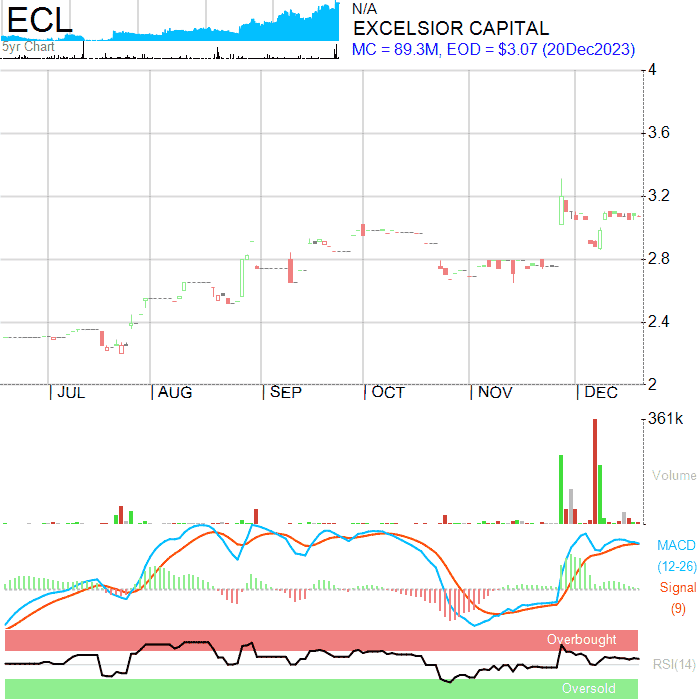 ECL
N/A
EXCELSIOR CAPITAL
5yr Chart
MC = 89.3M, EOD = $3.07 (20Dec2023)
4
3.6
3.2
2.8
2.4
2
JUL AUG SEP OCT NOV DEC
361k
Volume
MACD
(12-26)
Signal
(9)
Overbought
RSI(14)
Oversold